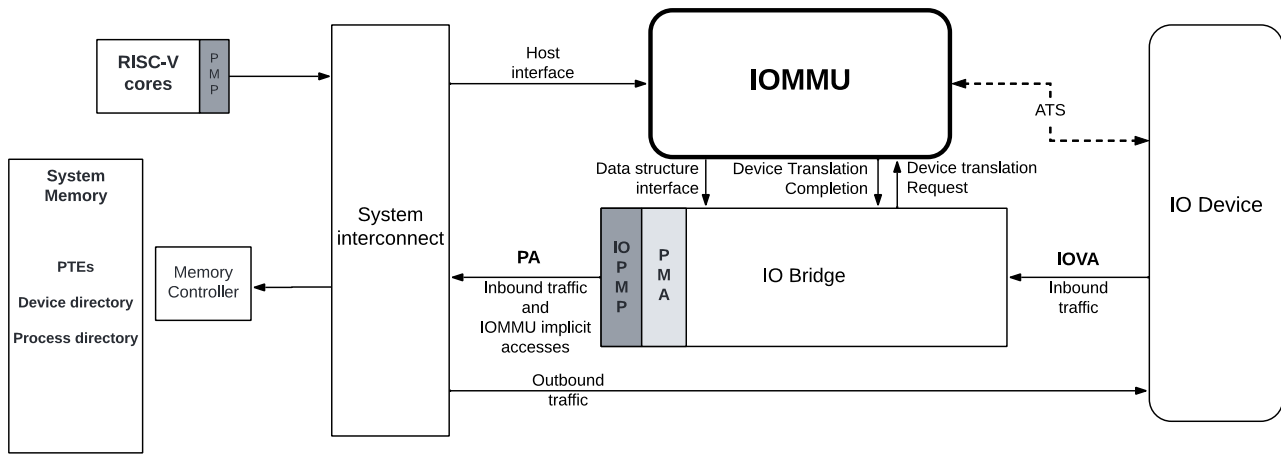 RISC-V
cores
P
M
P
System
Memory
PTEs
Device directory
Process directory
Memory
Controller
System
interconnect
Host
interface
IOMMU
ATS
Data structure
interface
Device Translation
Completion
Device translation
Request
IO
P
M
P
P
M
A
IO Bridge
PA
Inbound traffic
and
IOMMU implicit
accesses
IOVA
Inbound
traffic
Outbound
traffic
IO Device